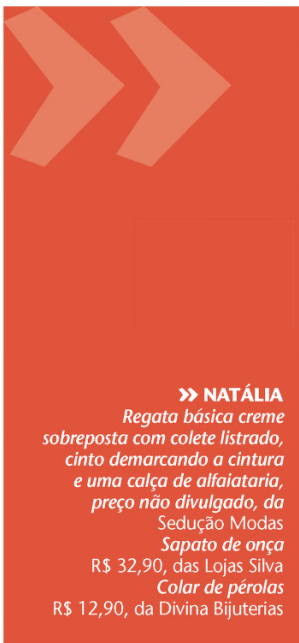 » NATÁLIA
Regata básica creme
sobreposta com colete listrado,
cinto demarcando a cintura
e uma calça de alfaiataria,
preço não divulgado, da
Sedução Modas
Sapato de onça
R$ 32,90, das Lojas Silva
Colar de pérolas
R$ 12,90, da Divina Bijuterias